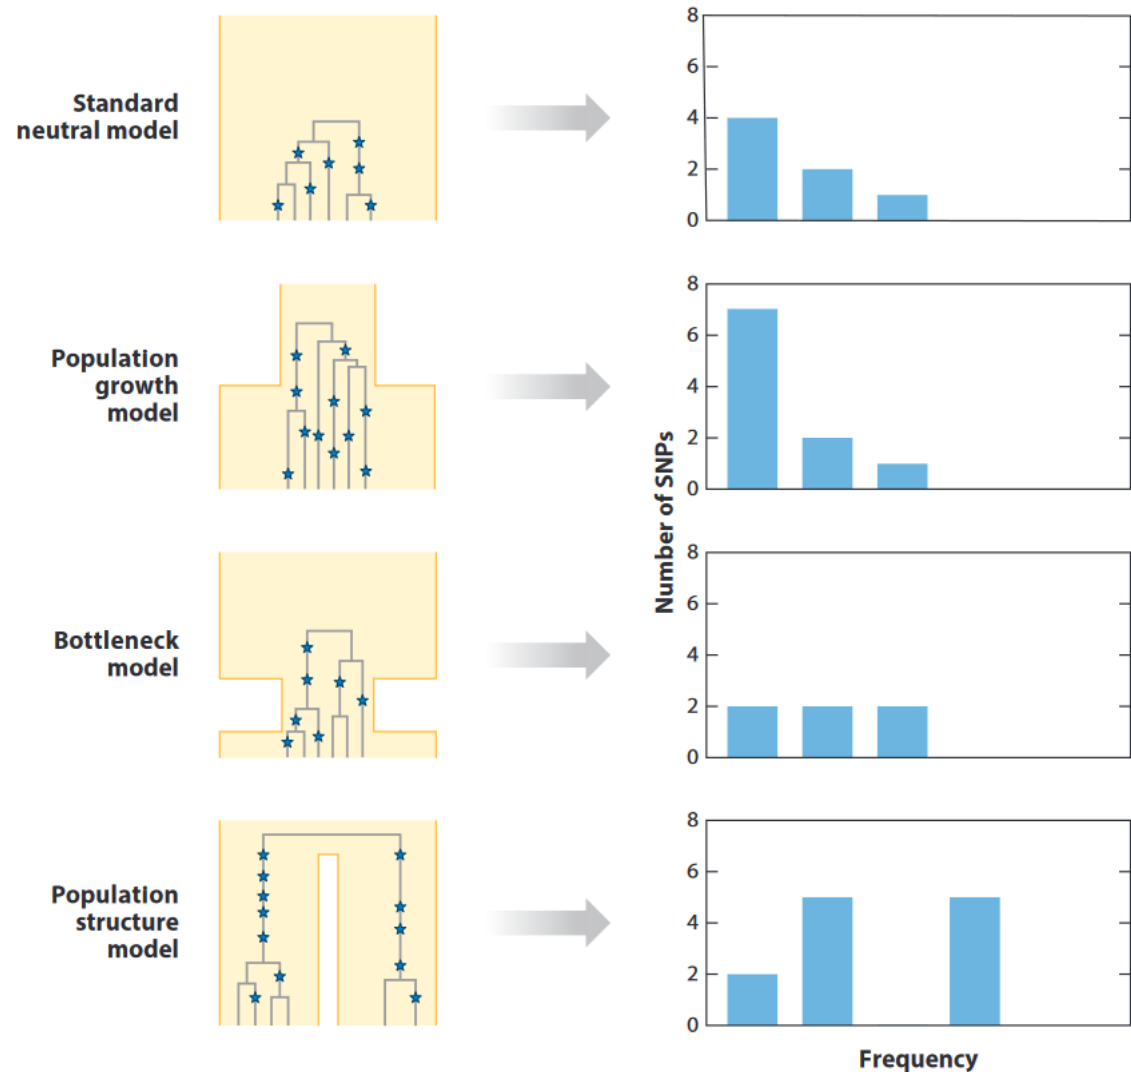 Standard
neutral model
8
6
4
2
0
Population
growth
model
8
6
4
2
0
Number of SNPs
Bottleneck
model
8
6
4
2
0
Population
structure
model
8
6
4
2
0
Frequency